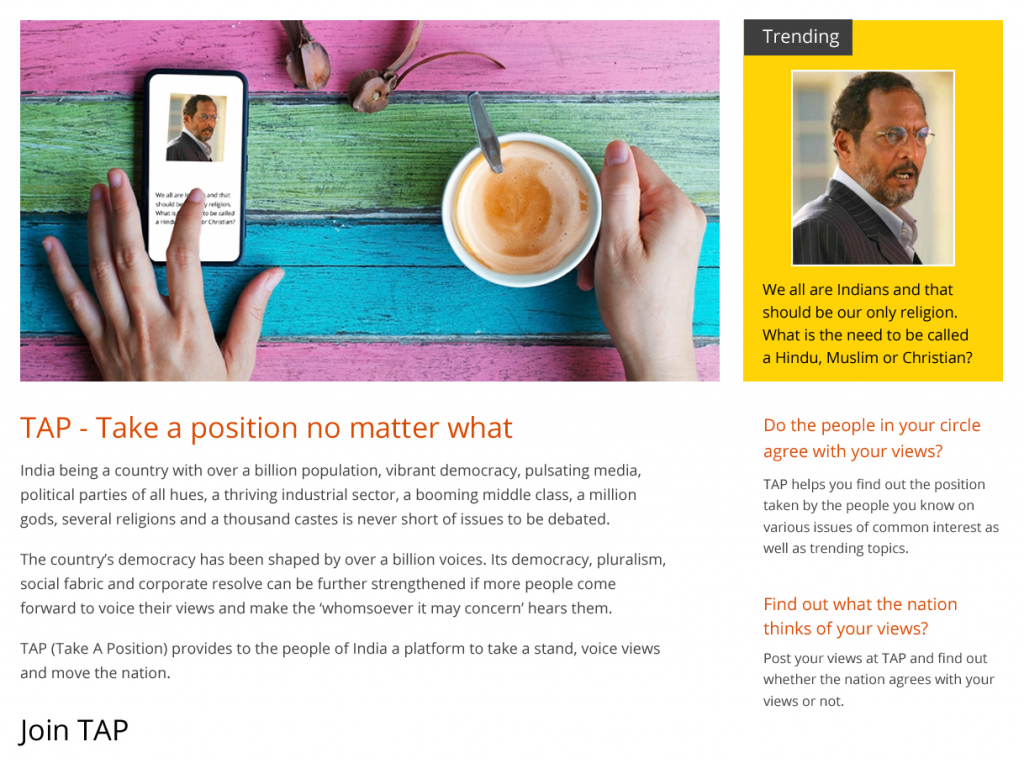 We all are and that
should be only religion.
What is to be called
a Hindu, or Christian?
Trending
We all are Indians and that
should be our only religion.
What is the need to be called
a Hindu, Muslim or Christian?
TAP - Take a position no matter what
India being a country with over a billion population, vibrant democracy, pulsating media,
political parties of all hues, a thriving industrial sector, a booming middle class, a million
gods, several religions and a thousand castes is never short of issues to be debated.
The country’s democracy has been shaped by over a billion voices. Its democracy, pluralism,
social fabric and corporate resolve can be further strengthened if more people come
forward to voice their views and make the ‘whomsoever it may concern’ hears them.
TAP (Take A Position) provides to the people of India a platform to take a stand, voice views
and move the nation.
Join TAP
Do the people in your circle
agree with your views?
TAP helps you find out the position
taken by the people you know on
various issues of common interest as
well as trending topics.
Find out what the nation
thinks of your views?
Post your views at TAP and find out
whether the nation agrees with your
views or not.